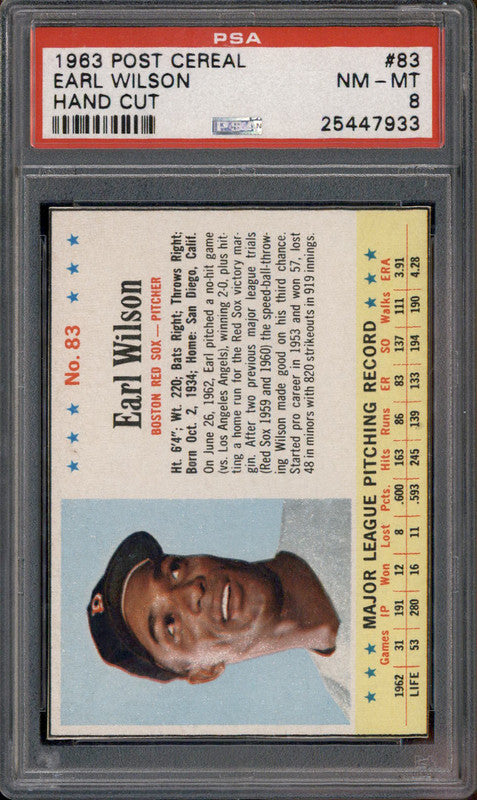 PSA
1963 POST CEREAL #83
EARL WILSON NM-MT
HAND CUT 8
25447933
★ ★ ★ No. 83 ★ ★ ★
Earl Wilson
BOSTON RED SOX—PITCHER
Ht. 6'4"; Wt. 220; Bats Right; Throws Right;
Born Oct. 2, 1934; Home: San Diego, Calif.
On June 26, 1962, Earl pitched a no-hit game
(vs. Los Angeles Angels), winning 2-0, plus hit-
ting a home run for the Red Sox victory mar-
gin. After two previous major league trials
(Red Sox 1959 and 1960) the speed-ball-throw-
ing Wilson made good on his third chance.
Started pro career in 1953 and won 57, lost
48 in minors with 820 strikeouts in 919 innings.
★ ★ ★ MAJOR LEAGUE PITCHING RECORD ★ ★ ★
Games IP Won Lost Pcts. Hits Runs ER SO Walks ERA
1962 31 191 12 8 .600 163 86 83 137 111 3.91
LIFE 53 280 16 11 .593 245 139 133 194 190 4.28